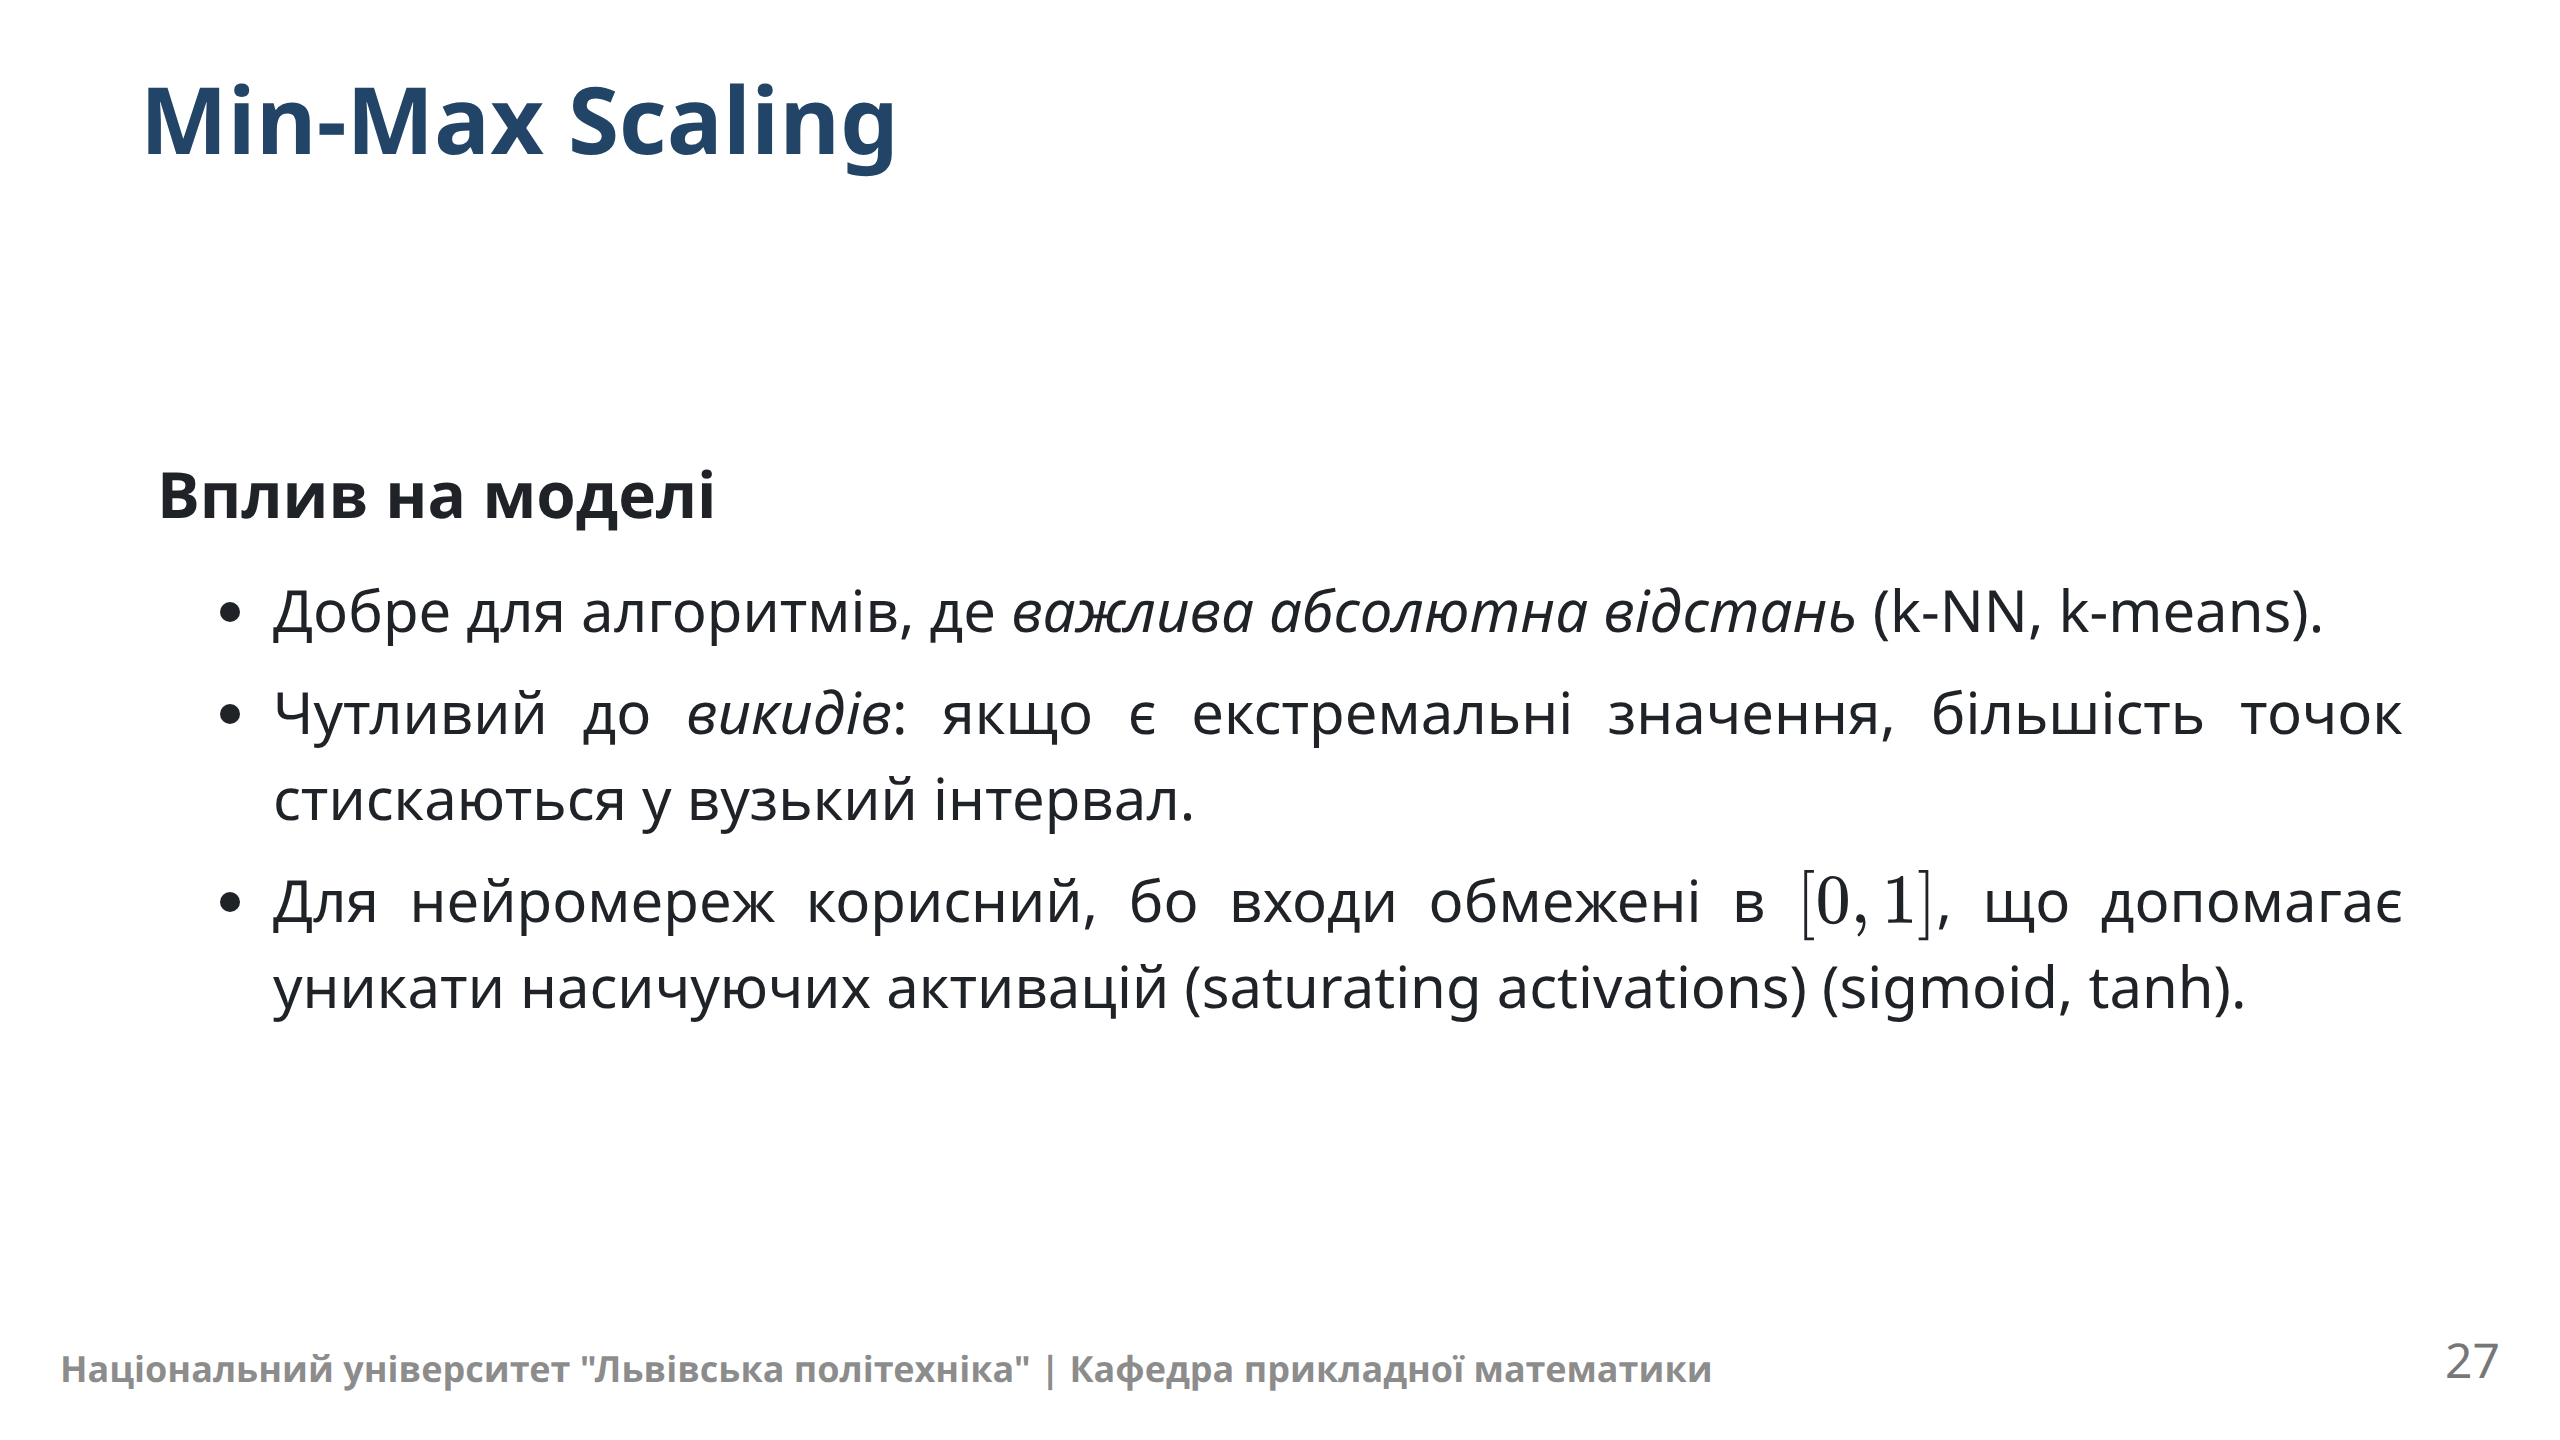 Min-Max Scaling
Вплив на моделі
• Добре для алгоритмів, де важлива абсолютна відстань (k-NN, k-means).
• Чутливий до викидів: якщо є екстремальні значення, більшість точок
стискаються у вузький інтервал.
• Для нейромереж корисний, бо входи обмежені в [0, 1], що допомагає
уникати насичуючих активацій (saturating activations) (sigmoid, tanh).
Національний університет "Львівська політехніка" | Кафедра прикладної математики
27